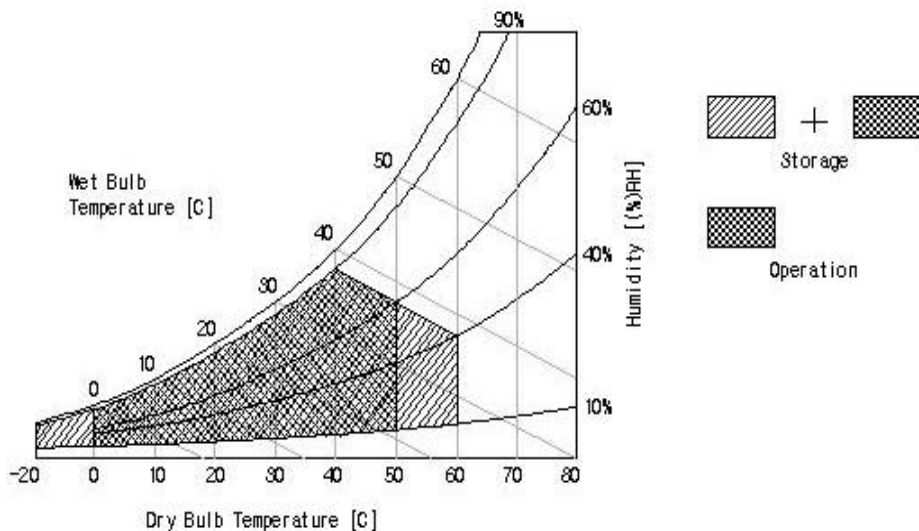 90%
60
60%
50
Wet Bulb
Temperature [C]
Storage
40
Humidity [(%)RH]
40%
30
Operation
20
10
0
10%
-20 0 10 20 30 40 50 60 70 80
Dry Bulb Temperature [C]